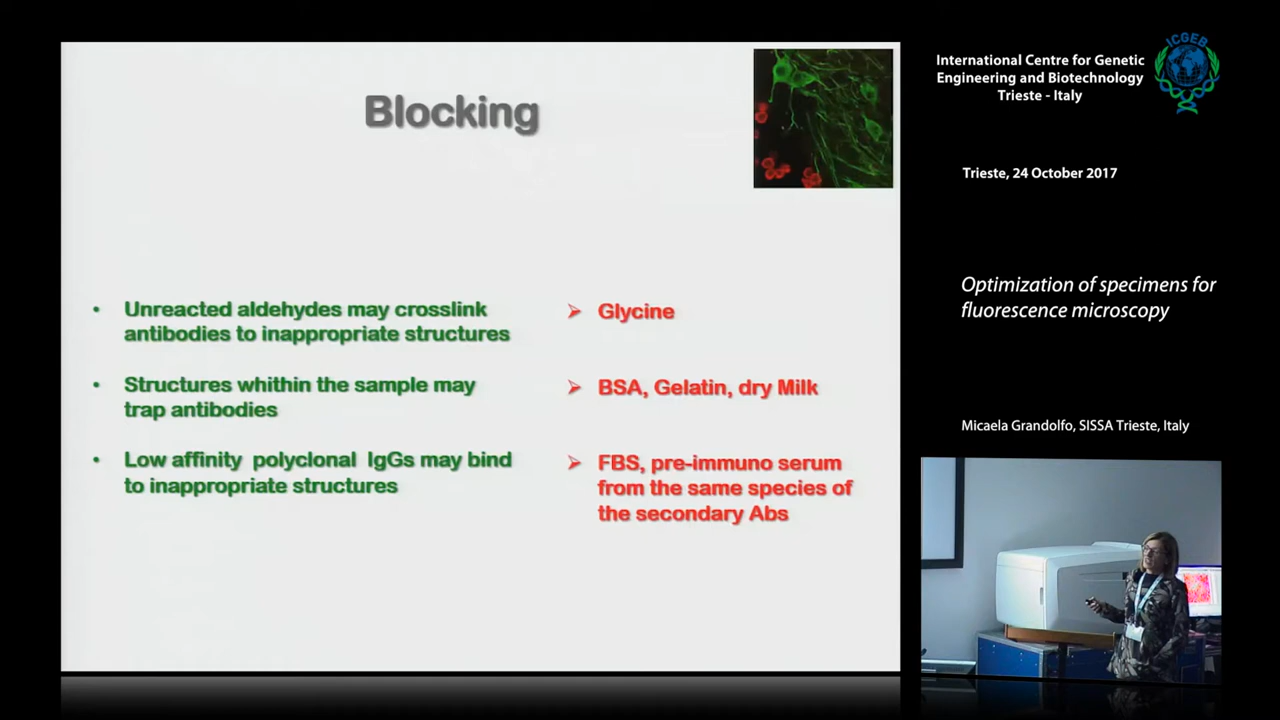 Blocking
• Unreacted aldehydes may crosslink
antibodies to inappropriate structures
• Structures whithin the sample may
trap antibodies
• Low affinity polyclonal IgGs may bind
to inappropriate structures
➢ Glycine
➢ BSA, Gelatin, dry Milk
➢ FBS, pre-immuno serum
from the same species of
the secondary Abs
International Centre for Genetic
Engineering and Biotechnology
Trieste - Italy
ICGEB
Trieste, 24 October 2017
Optimization of specimens for
fluorescence microscopy
Micaela Grandolfo, SISSA Trieste, Italy